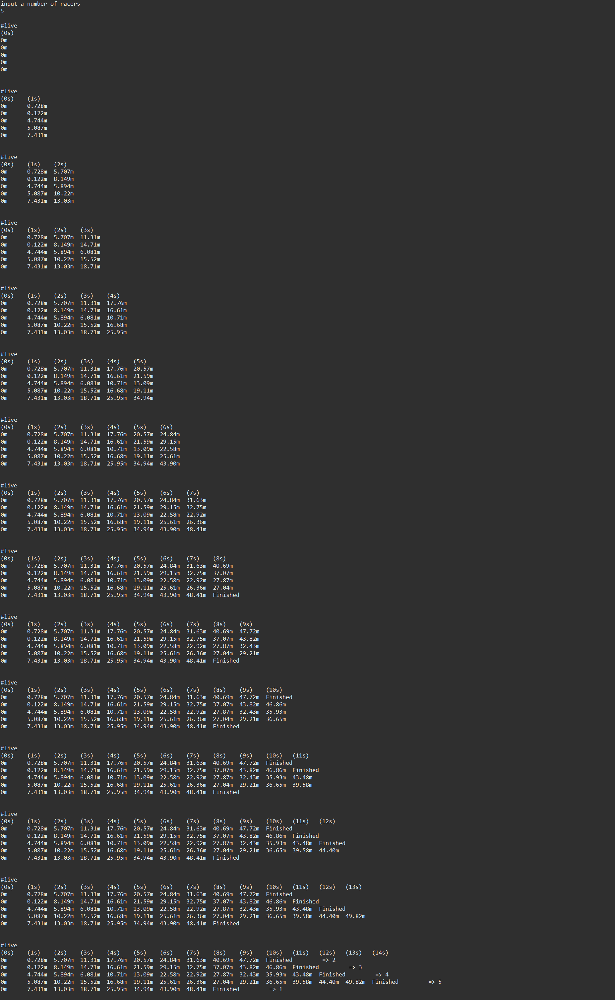 input a number of racers
5
#live
(0s)
0m
0m
0m
0m
0m
#live
(0s)    (1s)
0m      0.728m
0m      0.122m
0m      4.744m
0m      5.087m
0m      7.431m
#live
(0s)    (1s)    (2s)
0m      0.728m  5.707m
0m      0.122m  8.149m
0m      4.744m  5.894m
0m      5.087m  10.22m
0m      7.431m  13.03m
#live
(0s)    (1s)    (2s)    (3s)
0m      0.728m  5.707m  11.31m
0m      0.122m  8.149m  14.71m
0m      4.744m  5.894m  6.081m
0m      5.087m  10.22m  15.52m
0m      7.431m  13.03m  18.71m
#live
(0s)    (1s)    (2s)    (3s)    (4s)
0m      0.728m  5.707m  11.31m  17.76m
0m      0.122m  8.149m  14.71m  16.61m
0m      4.744m  5.894m  6.081m  10.71m
0m      5.087m  10.22m  15.52m  16.68m
0m      7.431m  13.03m  18.71m  25.95m
#live
(0s)    (1s)    (2s)    (3s)    (4s)    (5s)
0m      0.728m  5.707m  11.31m  17.76m  20.57m
0m      0.122m  8.149m  14.71m  16.61m  21.59m
0m      4.744m  5.894m  6.081m  10.71m  13.09m
0m      5.087m  10.22m  15.52m  16.68m  19.11m
0m      7.431m  13.03m  18.71m  25.95m  34.94m
#live
(0s)    (1s)    (2s)    (3s)    (4s)    (5s)    (6s)
0m      0.728m  5.707m  11.31m  17.76m  20.57m  24.84m
0m      0.122m  8.149m  14.71m  16.61m  21.59m  29.15m
0m      4.744m  5.894m  6.081m  10.71m  13.09m  22.58m
0m      5.087m  10.22m  15.52m  16.68m  19.11m  25.61m
0m      7.431m  13.03m  18.71m  25.95m  34.94m  43.90m
#live
(0s)    (1s)    (2s)    (3s)    (4s)    (5s)    (6s)    (7s)
0m      0.728m  5.707m  11.31m  17.76m  20.57m  24.84m  31.63m
0m      0.122m  8.149m  14.71m  16.61m  21.59m  29.15m  32.75m
0m      4.744m  5.894m  6.081m  10.71m  13.09m  22.58m  22.92m
0m      5.087m  10.22m  15.52m  16.68m  19.11m  25.61m  26.36m
0m      7.431m  13.03m  18.71m  25.95m  34.94m  43.90m  48.41m
#live
(0s)    (1s)    (2s)    (3s)    (4s)    (5s)    (6s)    (7s)    (8s)
0m      0.728m  5.707m  11.31m  17.76m  20.57m  24.84m  31.63m  40.69m
0m      0.122m  8.149m  14.71m  16.61m  21.59m  29.15m  32.75m  37.07m
0m      4.744m  5.894m  6.081m  10.71m  13.09m  22.58m  22.92m  27.87m
0m      5.087m  10.22m  15.52m  16.68m  19.11m  25.61m  26.36m  27.04m
0m      7.431m  13.03m  18.71m  25.95m  34.94m  43.90m  48.41m  Finished
#live
(0s)    (1s)    (2s)    (3s)    (4s)    (5s)    (6s)    (7s)    (8s)    (9s)
0m      0.728m  5.707m  11.31m  17.76m  20.57m  24.84m  31.63m  40.69m  47.72m
0m      0.122m  8.149m  14.71m  16.61m  21.59m  29.15m  32.75m  37.07m  43.82m
0m      4.744m  5.894m  6.081m  10.71m  13.09m  22.58m  22.92m  27.87m  32.43m
0m      5.087m  10.22m  15.52m  16.68m  19.11m  25.61m  26.36m  27.04m  29.21m
0m      7.431m  13.03m  18.71m  25.95m  34.94m  43.90m  48.41m  Finished
#live
(0s)    (1s)    (2s)    (3s)    (4s)    (5s)    (6s)    (7s)    (8s)    (9s)    (10s)
0m      0.728m  5.707m  11.31m  17.76m  20.57m  24.84m  31.63m  40.69m  47.72m  Finished
0m      0.122m  8.149m  14.71m  16.61m  21.59m  29.15m  32.75m  37.07m  43.82m  46.86m
0m      4.744m  5.894m  6.081m  10.71m  13.09m  22.58m  22.92m  27.87m  32.43m  35.93m
0m      5.087m  10.22m  15.52m  16.68m  19.11m  25.61m  26.36m  27.04m  29.21m  36.65m
0m      7.431m  13.03m  18.71m  25.95m  34.94m  43.90m  48.41m  Finished
#live
(0s)    (1s)    (2s)    (3s)    (4s)    (5s)    (6s)    (7s)    (8s)    (9s)    (10s)   (11s)
0m      0.728m  5.707m  11.31m  17.76m  20.57m  24.84m  31.63m  40.69m  47.72m  Finished
0m      0.122m  8.149m  14.71m  16.61m  21.59m  29.15m  32.75m  37.07m  43.82m  46.86m  Finished
0m      4.744m  5.894m  6.081m  10.71m  13.09m  22.58m  22.92m  27.87m  32.43m  35.93m  43.48m
0m      5.087m  10.22m  15.52m  16.68m  19.11m  25.61m  26.36m  27.04m  29.21m  36.65m  39.58m
0m      7.431m  13.03m  18.71m  25.95m  34.94m  43.90m  48.41m  Finished
#live
(0s)    (1s)    (2s)    (3s)    (4s)    (5s)    (6s)    (7s)    (8s)    (9s)    (10s)   (11s)   (12s)
0m      0.728m  5.707m  11.31m  17.76m  20.57m  24.84m  31.63m  40.69m  47.72m  Finished
0m      0.122m  8.149m  14.71m  16.61m  21.59m  29.15m  32.75m  37.07m  43.82m  46.86m  Finished
0m      4.744m  5.894m  6.081m  10.71m  13.09m  22.58m  22.92m  27.87m  32.43m  35.93m  43.48m  Finished
0m      5.087m  10.22m  15.52m  16.68m  19.11m  25.61m  26.36m  27.04m  29.21m  36.65m  39.58m  44.40m
0m      7.431m  13.03m  18.71m  25.95m  34.94m  43.90m  48.41m  Finished
#live
(0s)    (1s)    (2s)    (3s)    (4s)    (5s)    (6s)    (7s)    (8s)    (9s)    (10s)   (11s)   (12s)   (13s)
0m      0.728m  5.707m  11.31m  17.76m  20.57m  24.84m  31.63m  40.69m  47.72m  Finished
0m      0.122m  8.149m  14.71m  16.61m  21.59m  29.15m  32.75m  37.07m  43.82m  46.86m  Finished
0m      4.744m  5.894m  6.081m  10.71m  13.09m  22.58m  22.92m  27.87m  32.43m  35.93m  43.48m  Finished
0m      5.087m  10.22m  15.52m  16.68m  19.11m  25.61m  26.36m  27.04m  29.21m  36.65m  39.58m  44.40m  49.82m
0m      7.431m  13.03m  18.71m  25.95m  34.94m  43.90m  48.41m  Finished
#live
(0s)    (1s)    (2s)    (3s)    (4s)    (5s)    (6s)    (7s)    (8s)    (9s)    (10s)   (11s)   (12s)   (13s)   (14s)
0m      0.728m  5.707m  11.31m  17.76m  20.57m  24.84m  31.63m  40.69m  47.72m  Finished         => 2
0m      0.122m  8.149m  14.71m  16.61m  21.59m  29.15m  32.75m  37.07m  43.82m  46.86m  Finished         => 3
0m      4.744m  5.894m  6.081m  10.71m  13.09m  22.58m  22.92m  27.87m  32.43m  35.93m  43.48m  Finished         => 4
0m      5.087m  10.22m  15.52m  16.68m  19.11m  25.61m  26.36m  27.04m  29.21m  36.65m  39.58m  44.40m  49.82m  Finished         => 5
0m      7.431m  13.03m  18.71m  25.95m  34.94m  43.90m  48.41m  Finished         => 1